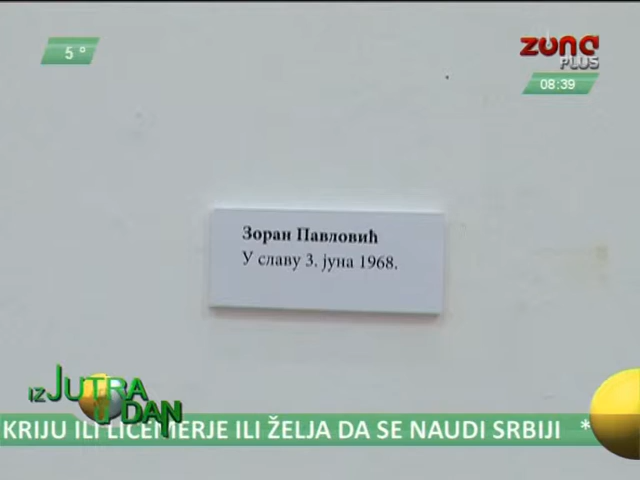 5 °
zona
PLUS
08:39
Зоран Павловић
У славу 3. јуна 1968.
IZ JUTRA
U DAN
KRIJU ILI LICEMERJE ILI ŽELJA DA SE NAUDI SRBIJI *